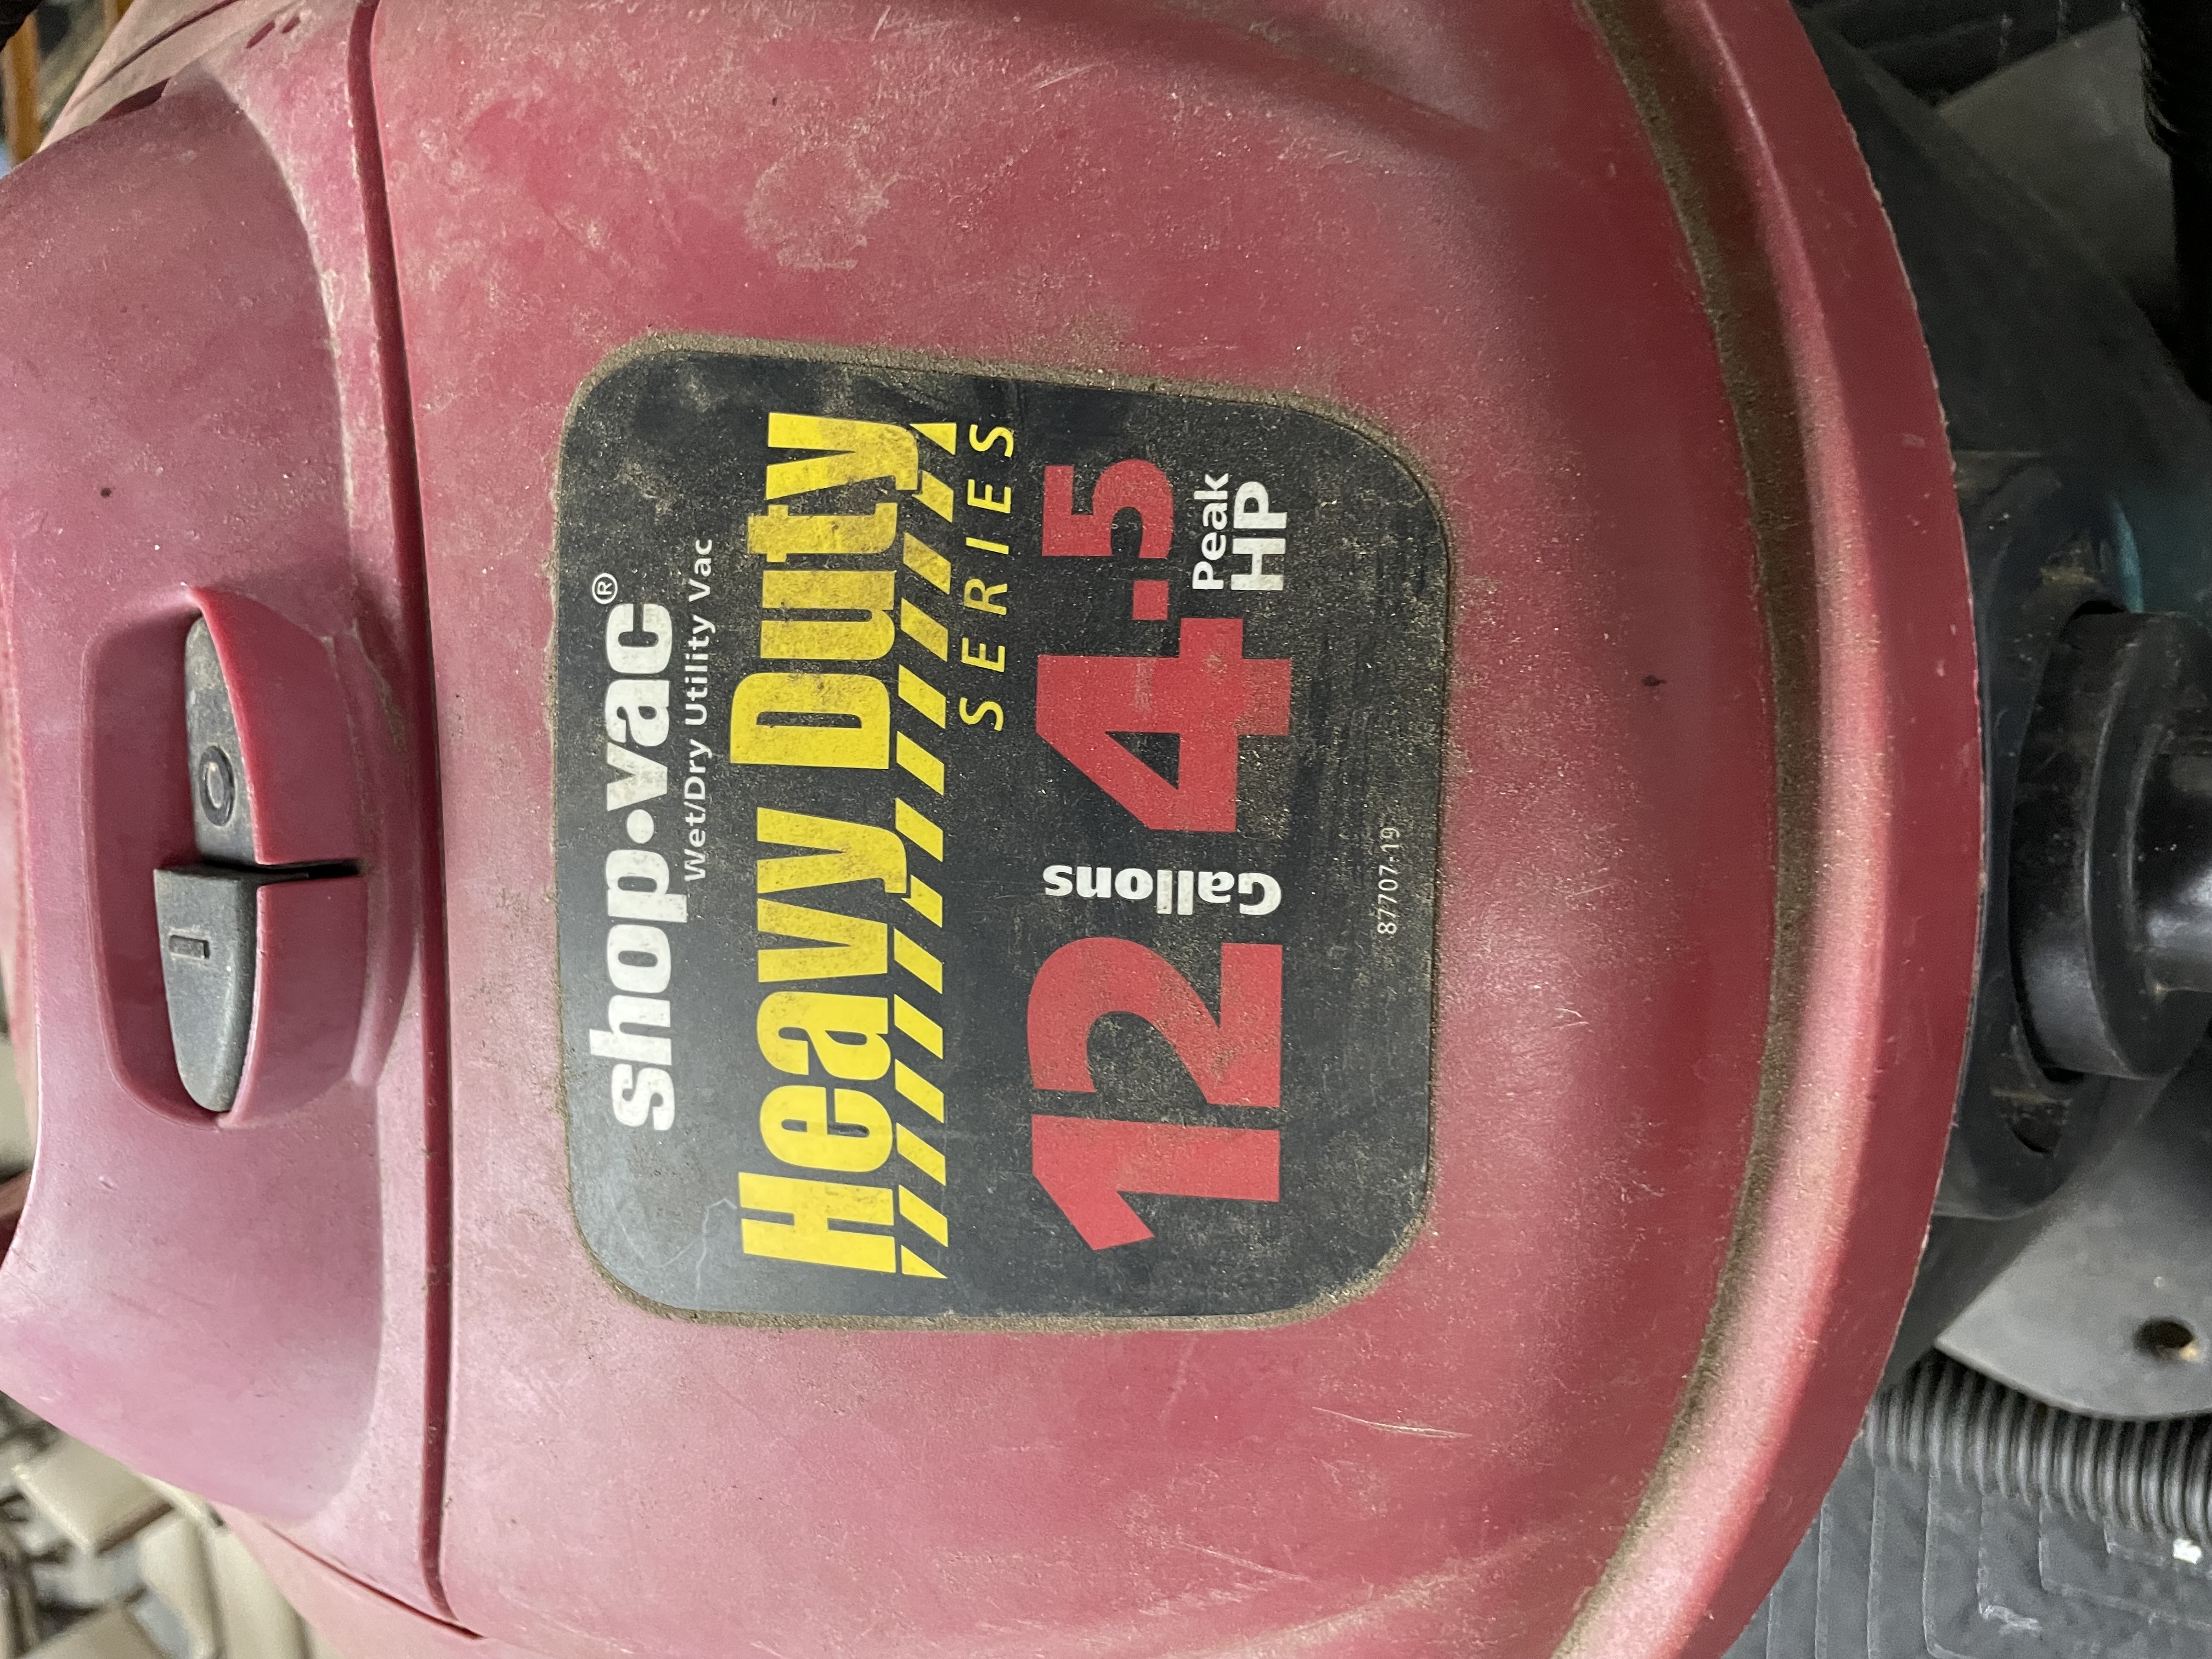 shop·vac®
Wet/Dry Utility Vac
Heavy Duty
SERIES
12 Gallons 4.5 Peak HP
87707-19
O
I